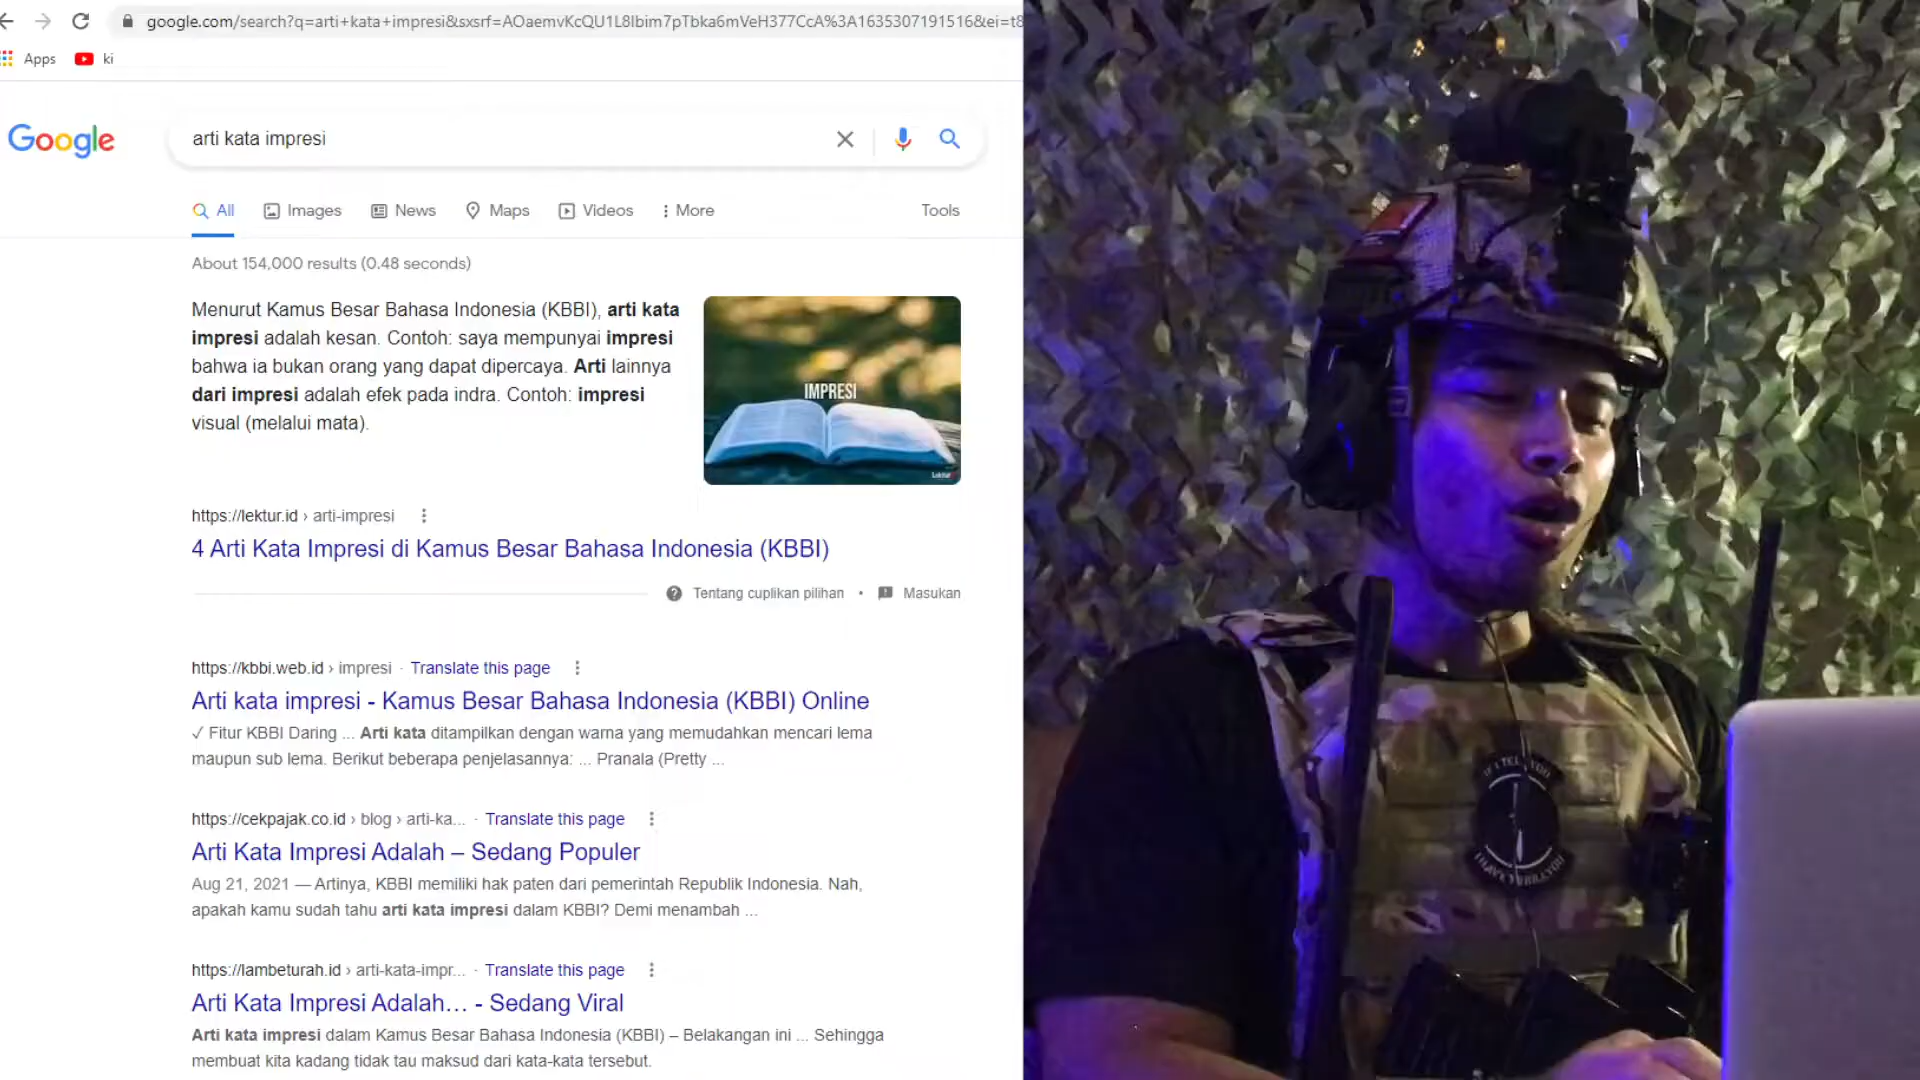 google.com/search?q=arti+kata+impresi&sxsrf=AOaemvKcQU1L8Ibim7pTbka6mVeH377CcA%3A1635307191516&ei=t8
Apps
ki
Google
arti kata impresi
All
Images
News
Maps
Videos
More
Tools
About 154,000 results (0.48 seconds)
Menurut Kamus Besar Bahasa Indonesia (KBBI), arti kata
impresi adalah kesan. Contoh: saya mempunyai impresi
bahwa ia bukan orang yang dapat dipercaya. Arti lainnya
dari impresi adalah efek pada indra. Contoh: impresi
visual (melalui mata).
IMPRESI
Lektur
https://lektur.id › arti-impresi
4 Arti Kata Impresi di Kamus Besar Bahasa Indonesia (KBBI)
Tentang cuplikan pilihan • Masukan
https://kbbi.web.id › impresi · Translate this page
Arti kata impresi - Kamus Besar Bahasa Indonesia (KBBI) Online
✓ Fitur KBBI Daring ... Arti kata ditampilkan dengan warna yang memudahkan mencari lema
maupun sub lema. Berikut beberapa penjelasannya: ... Pranala (Pretty ...
https://cekpajak.co.id › blog › arti-ka... · Translate this page
Arti Kata Impresi Adalah – Sedang Populer
Aug 21, 2021 — Artinya, KBBI memiliki hak paten dari pemerintah Republik Indonesia. Nah,
apakah kamu sudah tahu arti kata impresi dalam KBBI? Demi menambah ...
https://lambeturah.id › arti-kata-impr... · Translate this page
Arti Kata Impresi Adalah... - Sedang Viral
Arti kata impresi dalam Kamus Besar Bahasa Indonesia (KBBI) – Belakangan ini ... Sehingga
membuat kita kadang tidak tau maksud dari kata-kata tersebut.
IF I TELL YOU